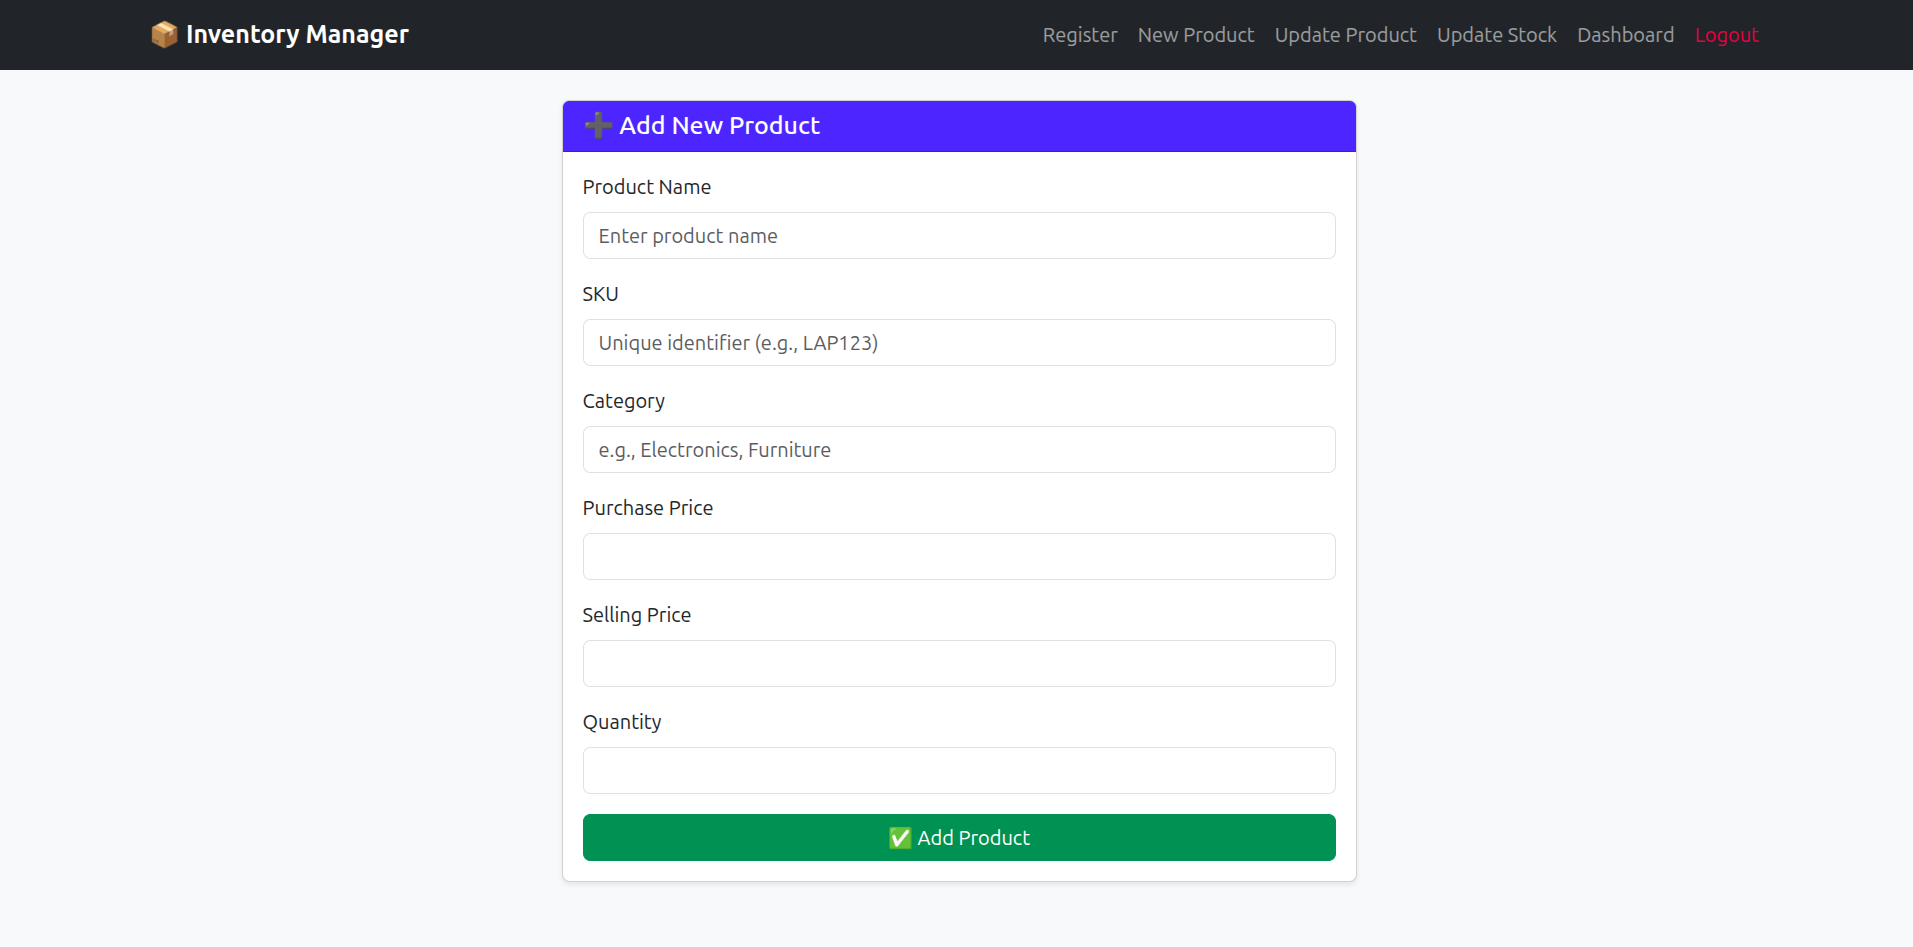 📦 Inventory Manager
Register New Product Update Product Update Stock Dashboard Logout
➕ Add New Product
Product Name
Enter product name
SKU
Unique identifier (e.g., LAP123)
Category
e.g., Electronics, Furniture
Purchase Price
Selling Price
Quantity
✅ Add Product